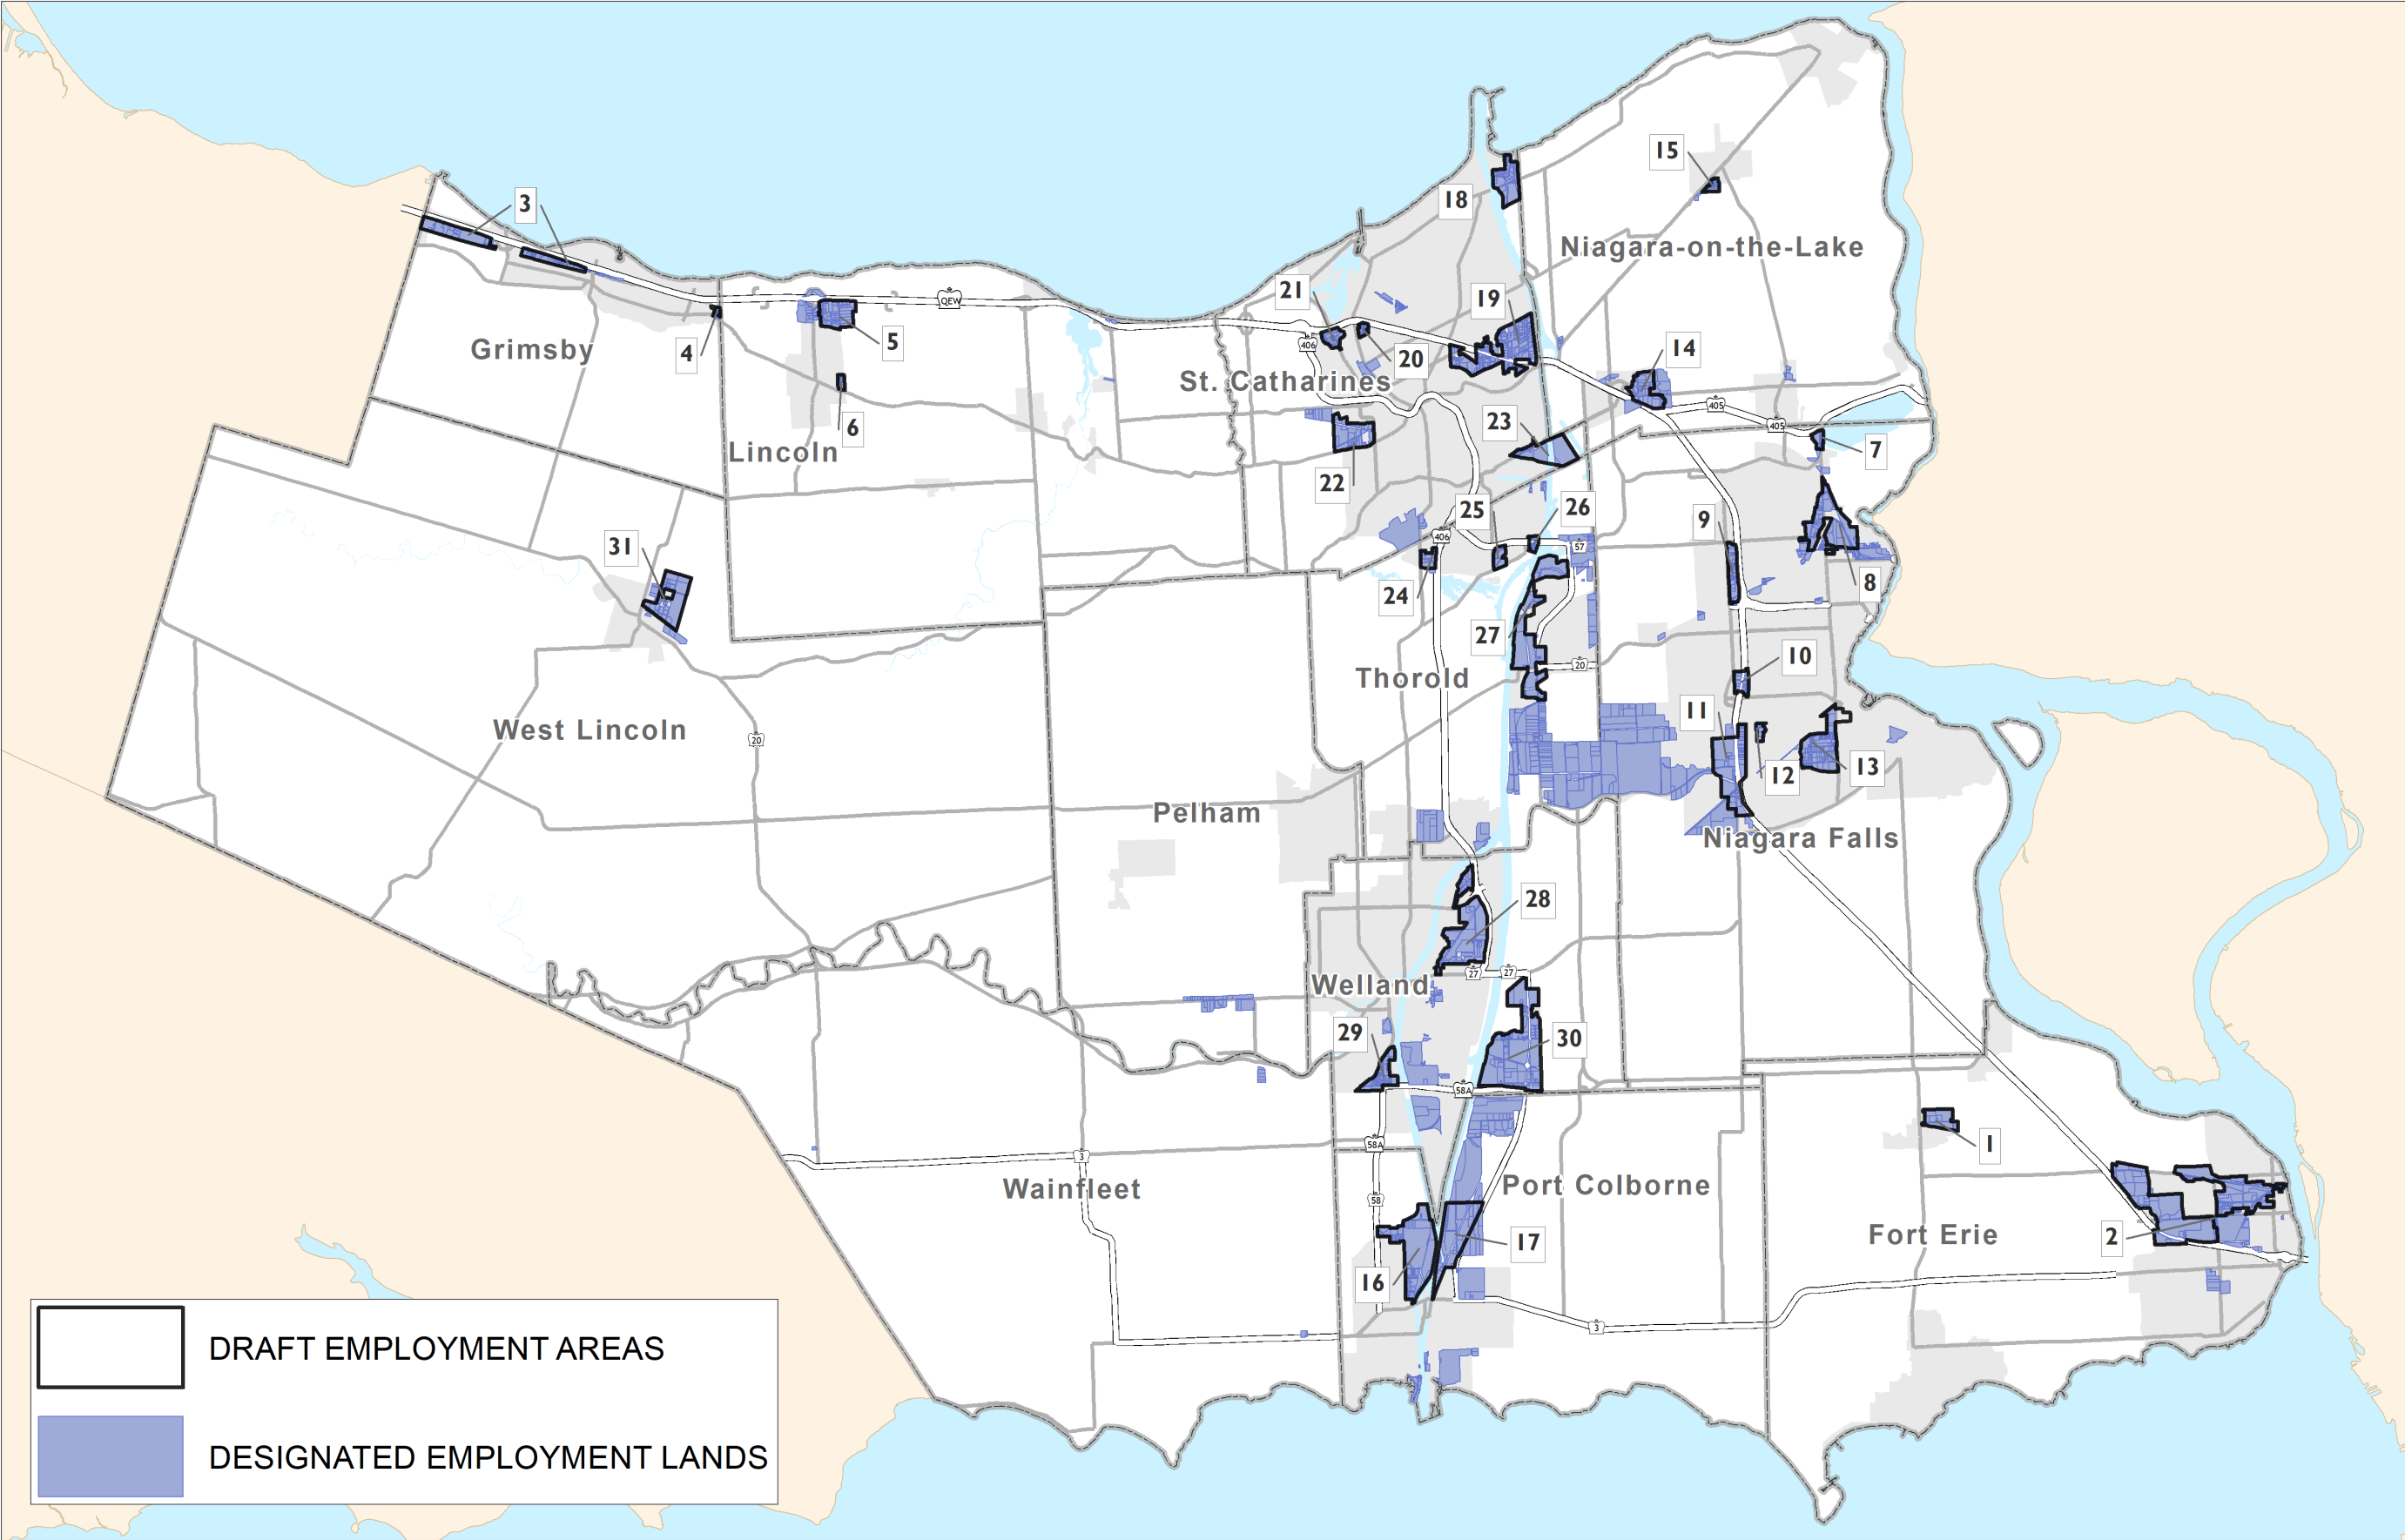 15
18
3
Niagara-on-the-Lake
21
19
QEW
5
4
Grimsby
406
20
14
St. Catharines
405
405
6
Lincoln
23
7
22
25
26
9
406
57
31
8
24
27
10
20
Thorold
11
West Lincoln
20
12
13
Pelham
Niagara Falls
28
27
27
Welland
29
30
58A
58A
1
3
Wainfleet
58
Port Colborne
Fort Erie
2
17
16
3
DRAFT EMPLOYMENT AREAS
DESIGNATED EMPLOYMENT LANDS